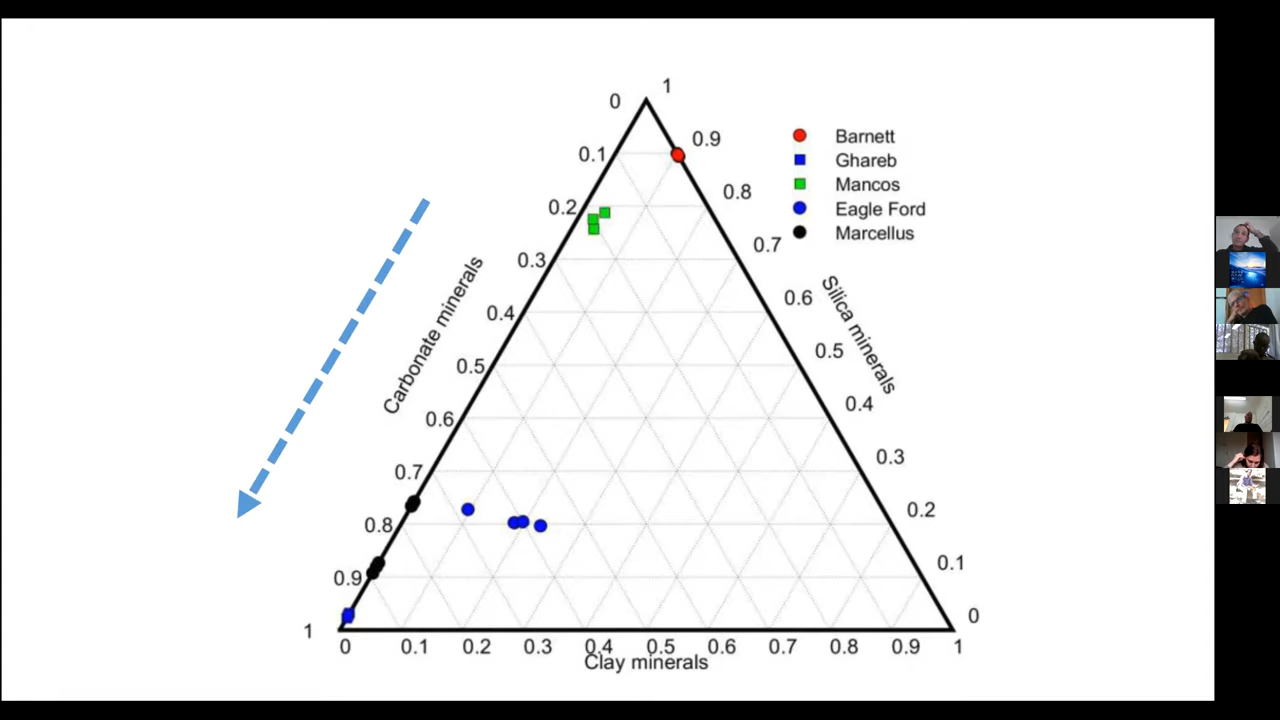 1
0
0.9
0.1
0.8
0.2
0.7
0.3
0.6
0.4
0.5
0.5
0.4
0.6
0.3
0.7
0.2
0.8
0.1
0.9
0
1
0 0.1 0.2 0.3 0.4 0.5 0.6 0.7 0.8 0.9 1
Carbonate minerals
Silica minerals
Clay minerals
Barnett
Ghareb
Mancos
Eagle Ford
Marcellus